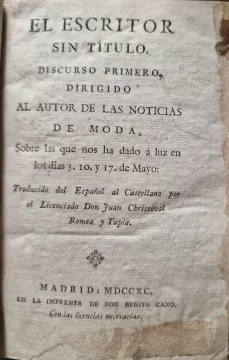 EL ESCRITOR
SIN TÍTULO.
DISCURSO PRIMERO,
DIRIGIDO
AL AUTOR DE LAS NOTICIAS
DE MODA,
Sobre las que nos ha dado á luz en
los dias 3. 10. y 17. de Mayo:
Traducido del Español al Castellano por
el Licenciado Don Juan Christoval
Romea y Tapia.
MADRID: MDCCXC.
EN LA IMPRENTA DE DON BENITO CANO.
Con las licencias necesarias.